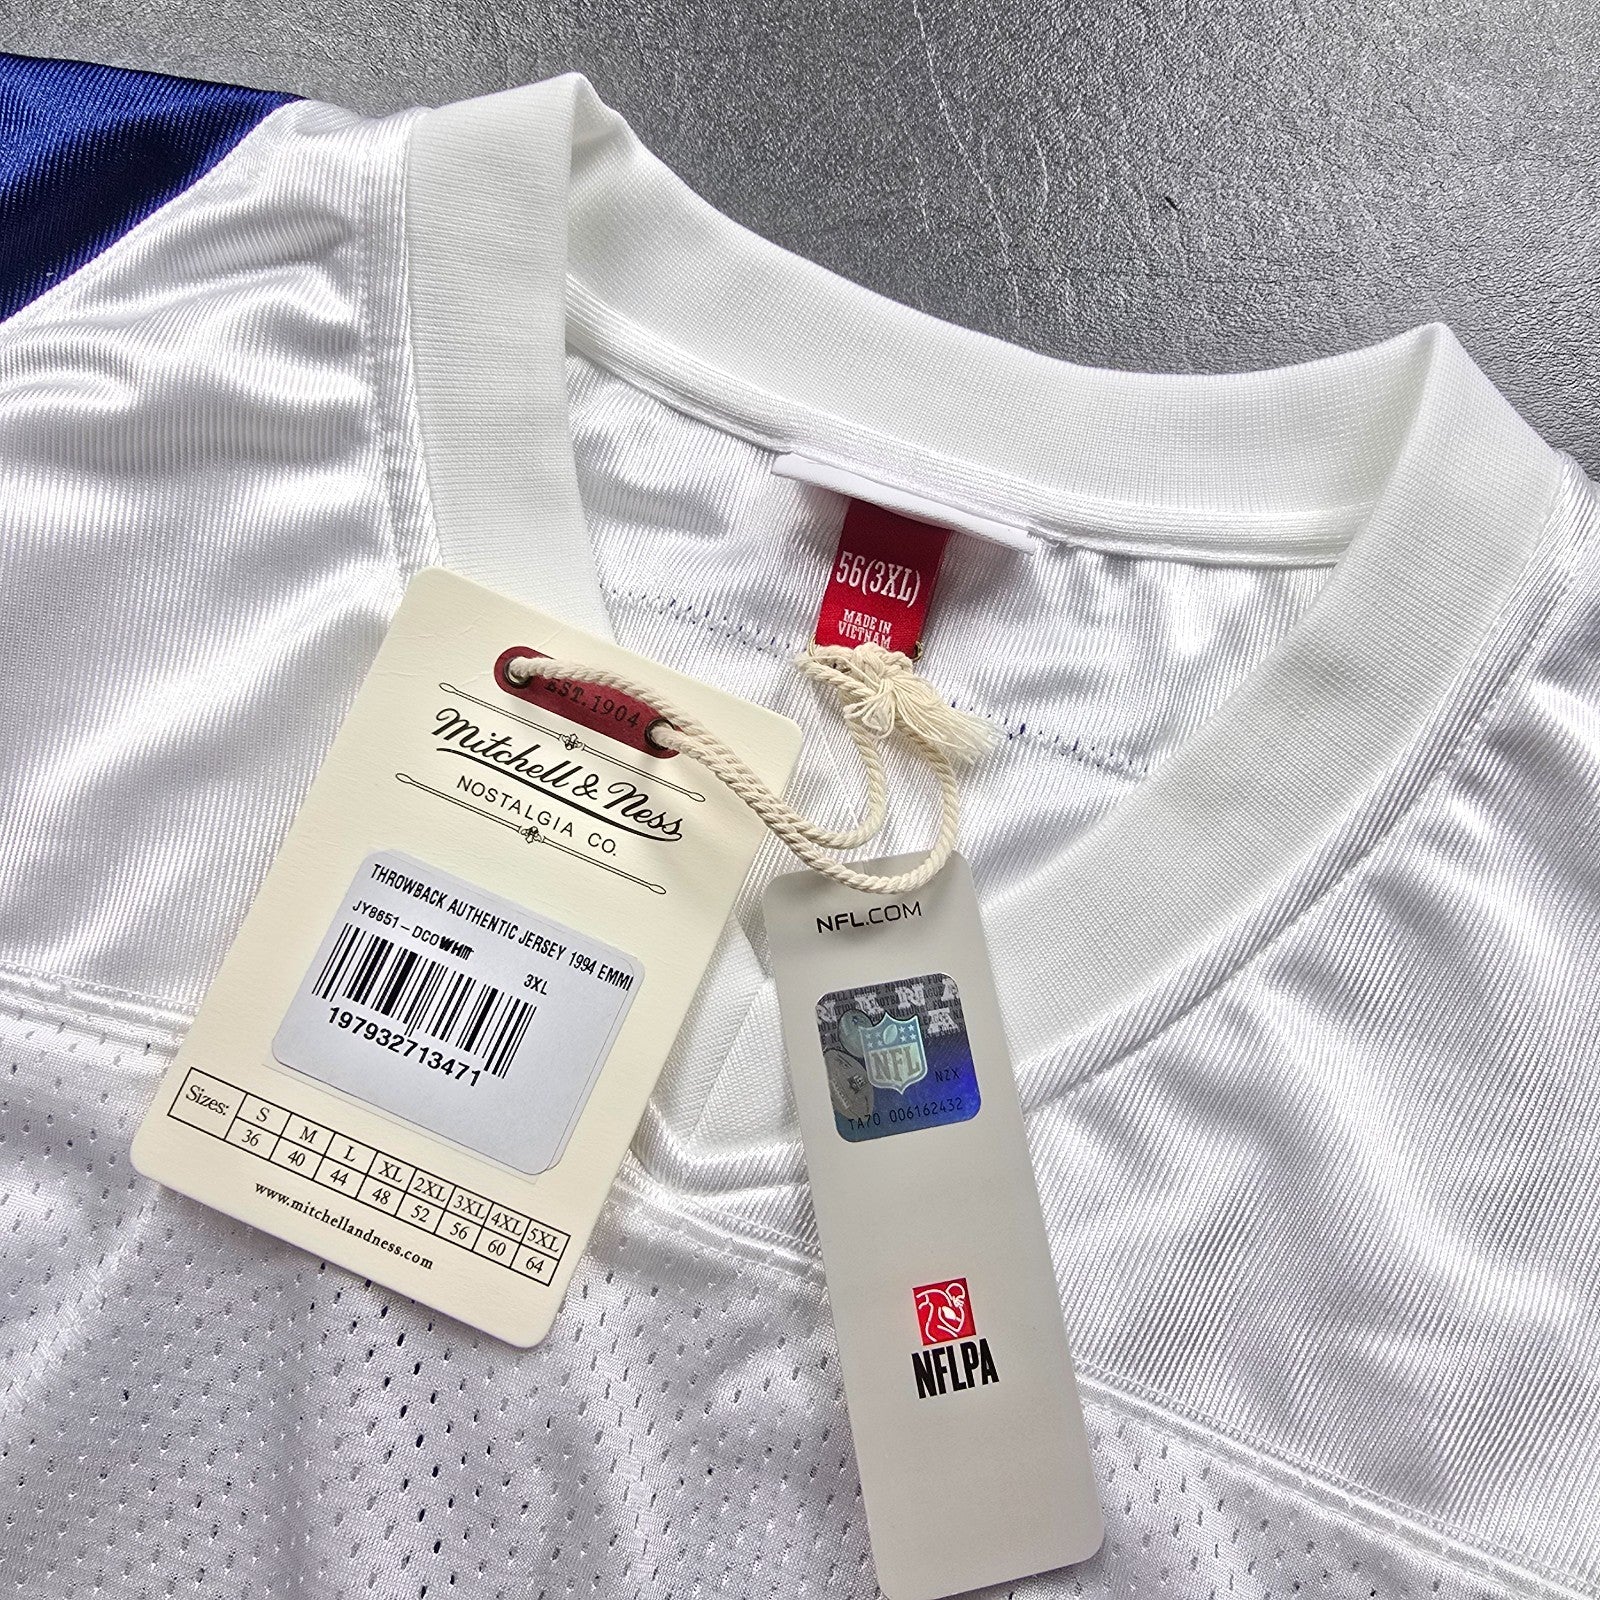 56(3XL)
MADE IN
VIETNAM
EST. 1904
Mitchell & Ness
NOSTALGIA CO.
THROWBACK AUTHENTIC JERSEY 1994 EMMI
JY8651-DCOWHIT
3XL
197932713471
Sizes: S M L XL 2XL 3XL 4XL 5XL
36 40 44 48 52 56 60 64
www.mitchellandness.com
NFL.COM
NFL
NZX
TA70 006162432
NFLPA